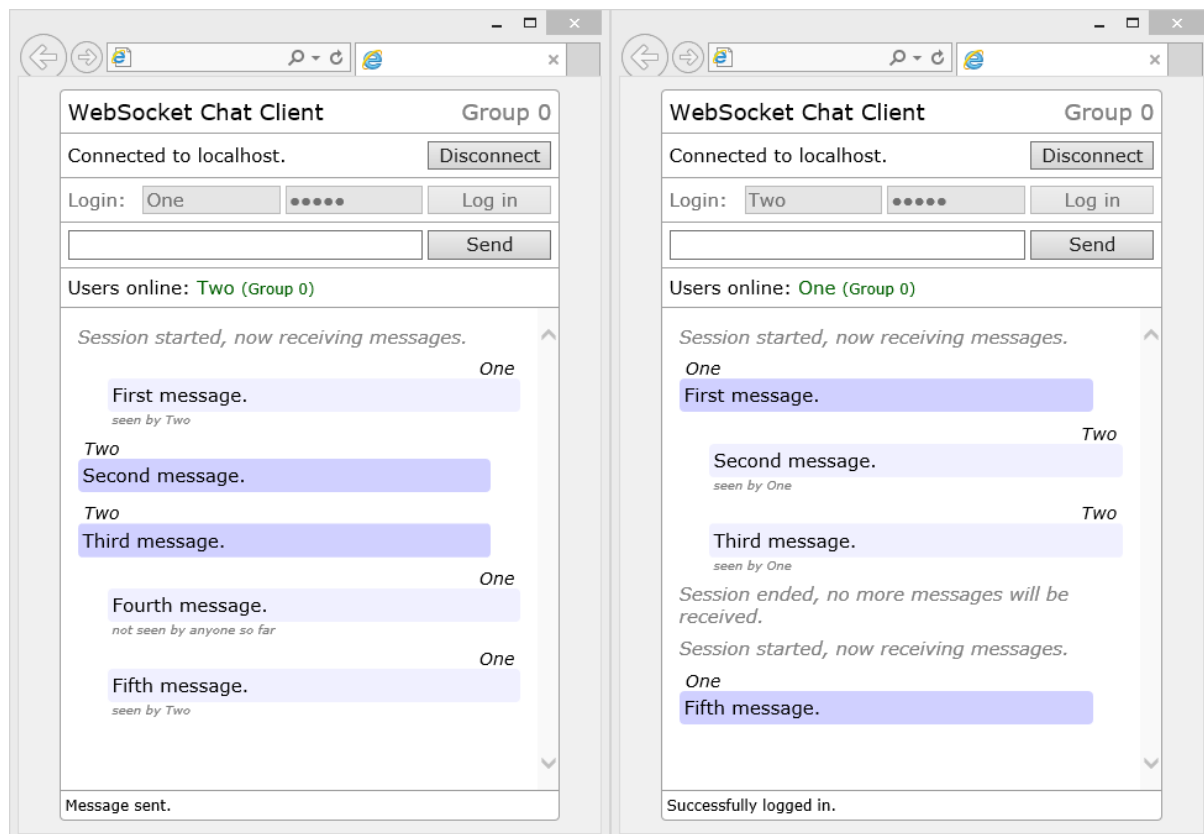 WebSocket Chat Client Group 0
Connected to localhost. Disconnect
Login: One ●●●●● Log in
Send
Users online: Two (Group 0)
Session started, now receiving messages.
One
First message.
seen by Two
Two
Second message.
Two
Third message.
One
Fourth message.
not seen by anyone so far
One
Fifth message.
seen by Two
Message sent.
WebSocket Chat Client Group 0
Connected to localhost. Disconnect
Login: Two ●●●●● Log in
Send
Users online: One (Group 0)
Session started, now receiving messages.
One
First message.
Two
Second message.
seen by One
Two
Third message.
seen by One
Session ended, no more messages will be
received.
Session started, now receiving messages.
One
Fifth message.
Successfully logged in.